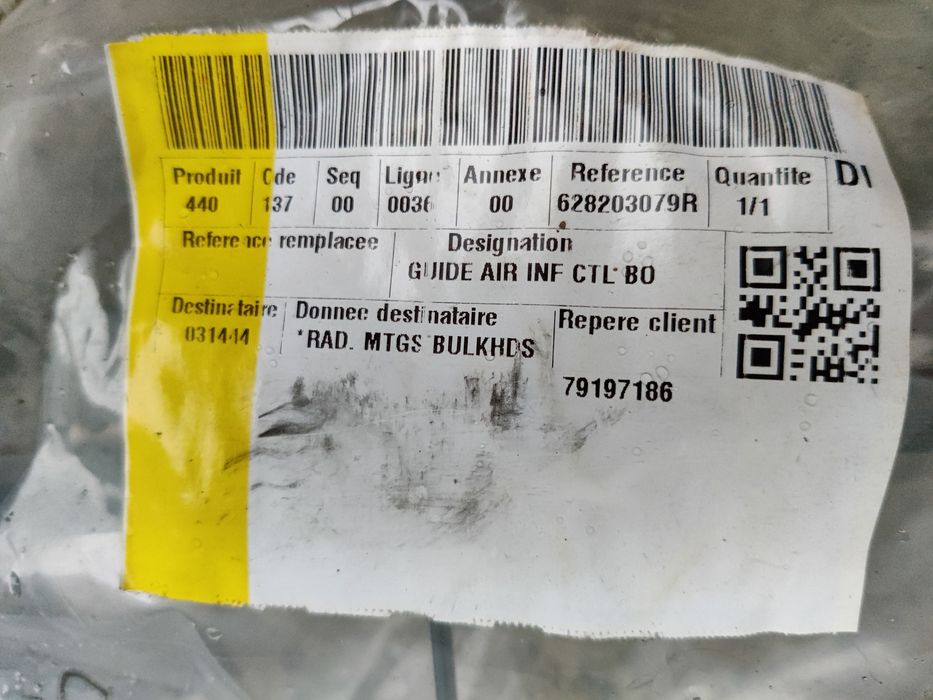 Produit Cde Seq Ligne Annexe Reference Quantite DI
440 137 00 0036 00 628203079R 1/1
Reference remplacee Designation
GUIDE AIR INF CTL BO
Destinataire Donnee destinataire Repere client
031444 *RAD. MTGS BULKHDS
79197186